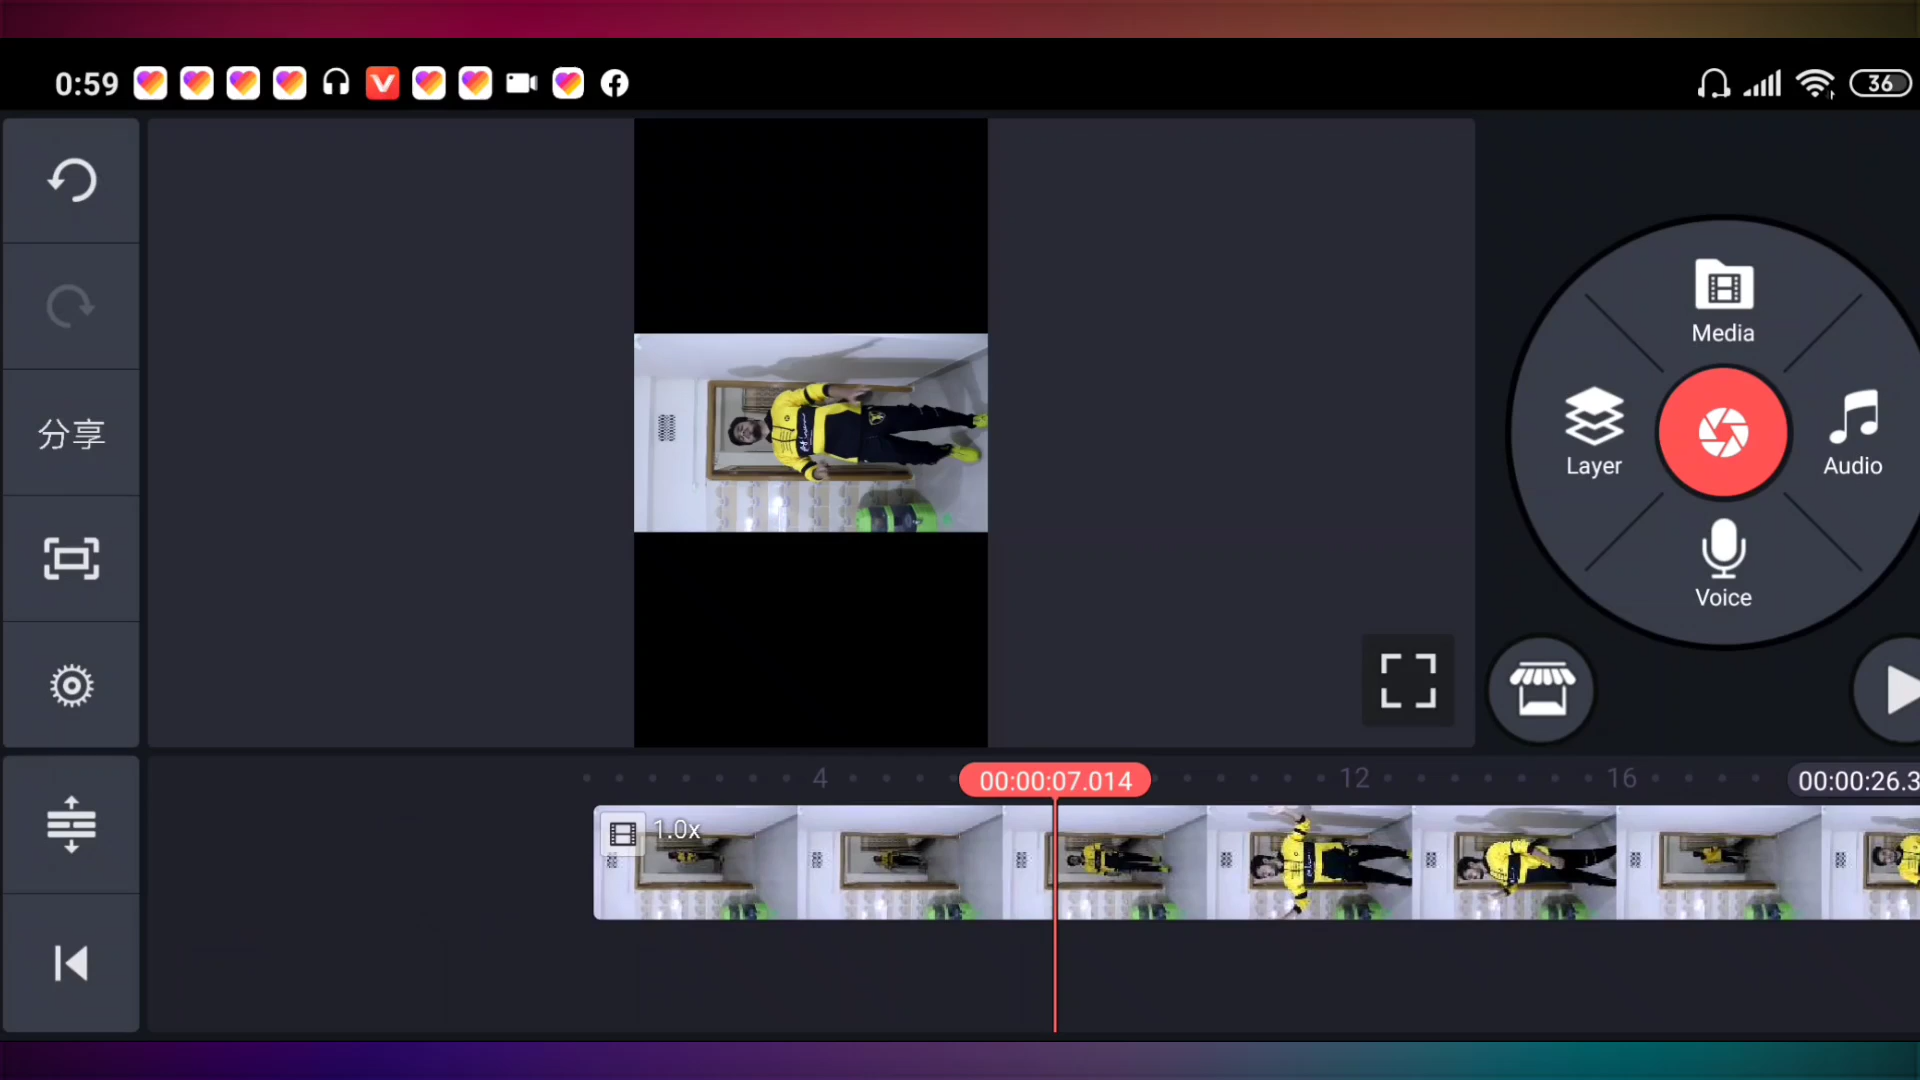 0:59
36
分享
Media
Layer
Audio
Voice
4
00:00:07.014
12
16
00:00:26.3
1.0x